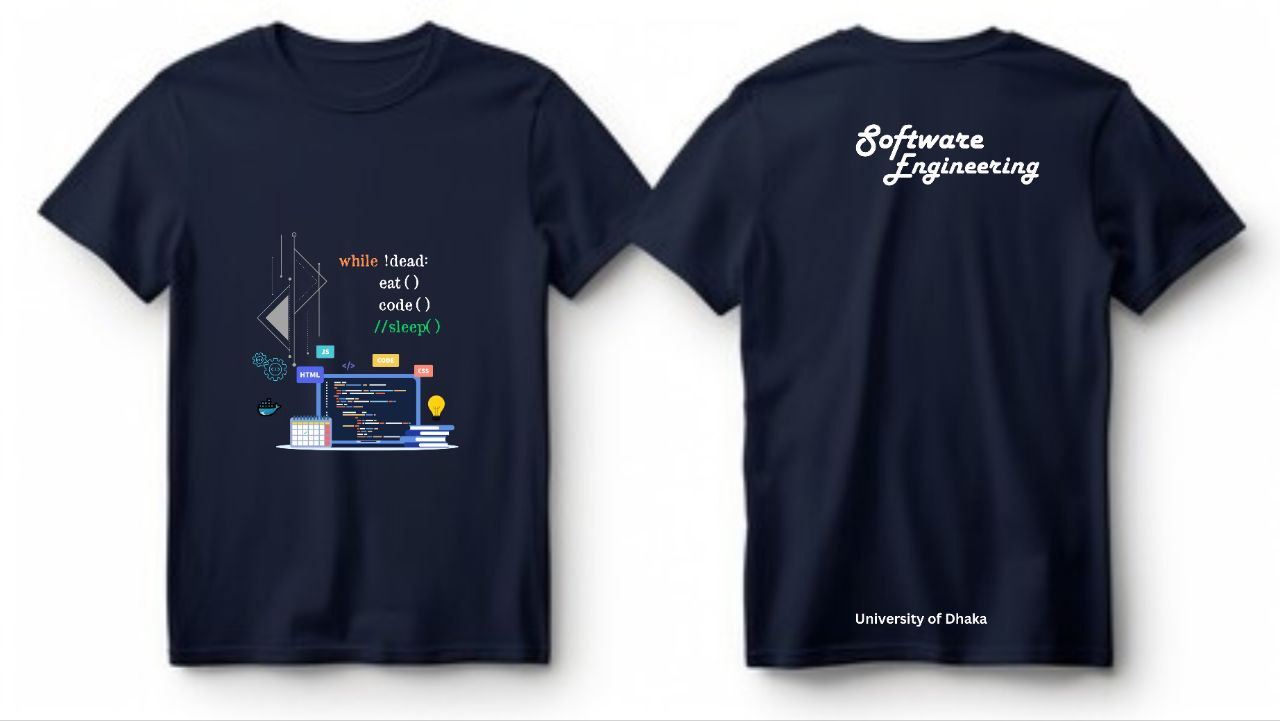 while !dead:
eat()
code()
//sleep()
JS
</>
CODE
HTML
CSS
Software
Engineering
University of Dhaka